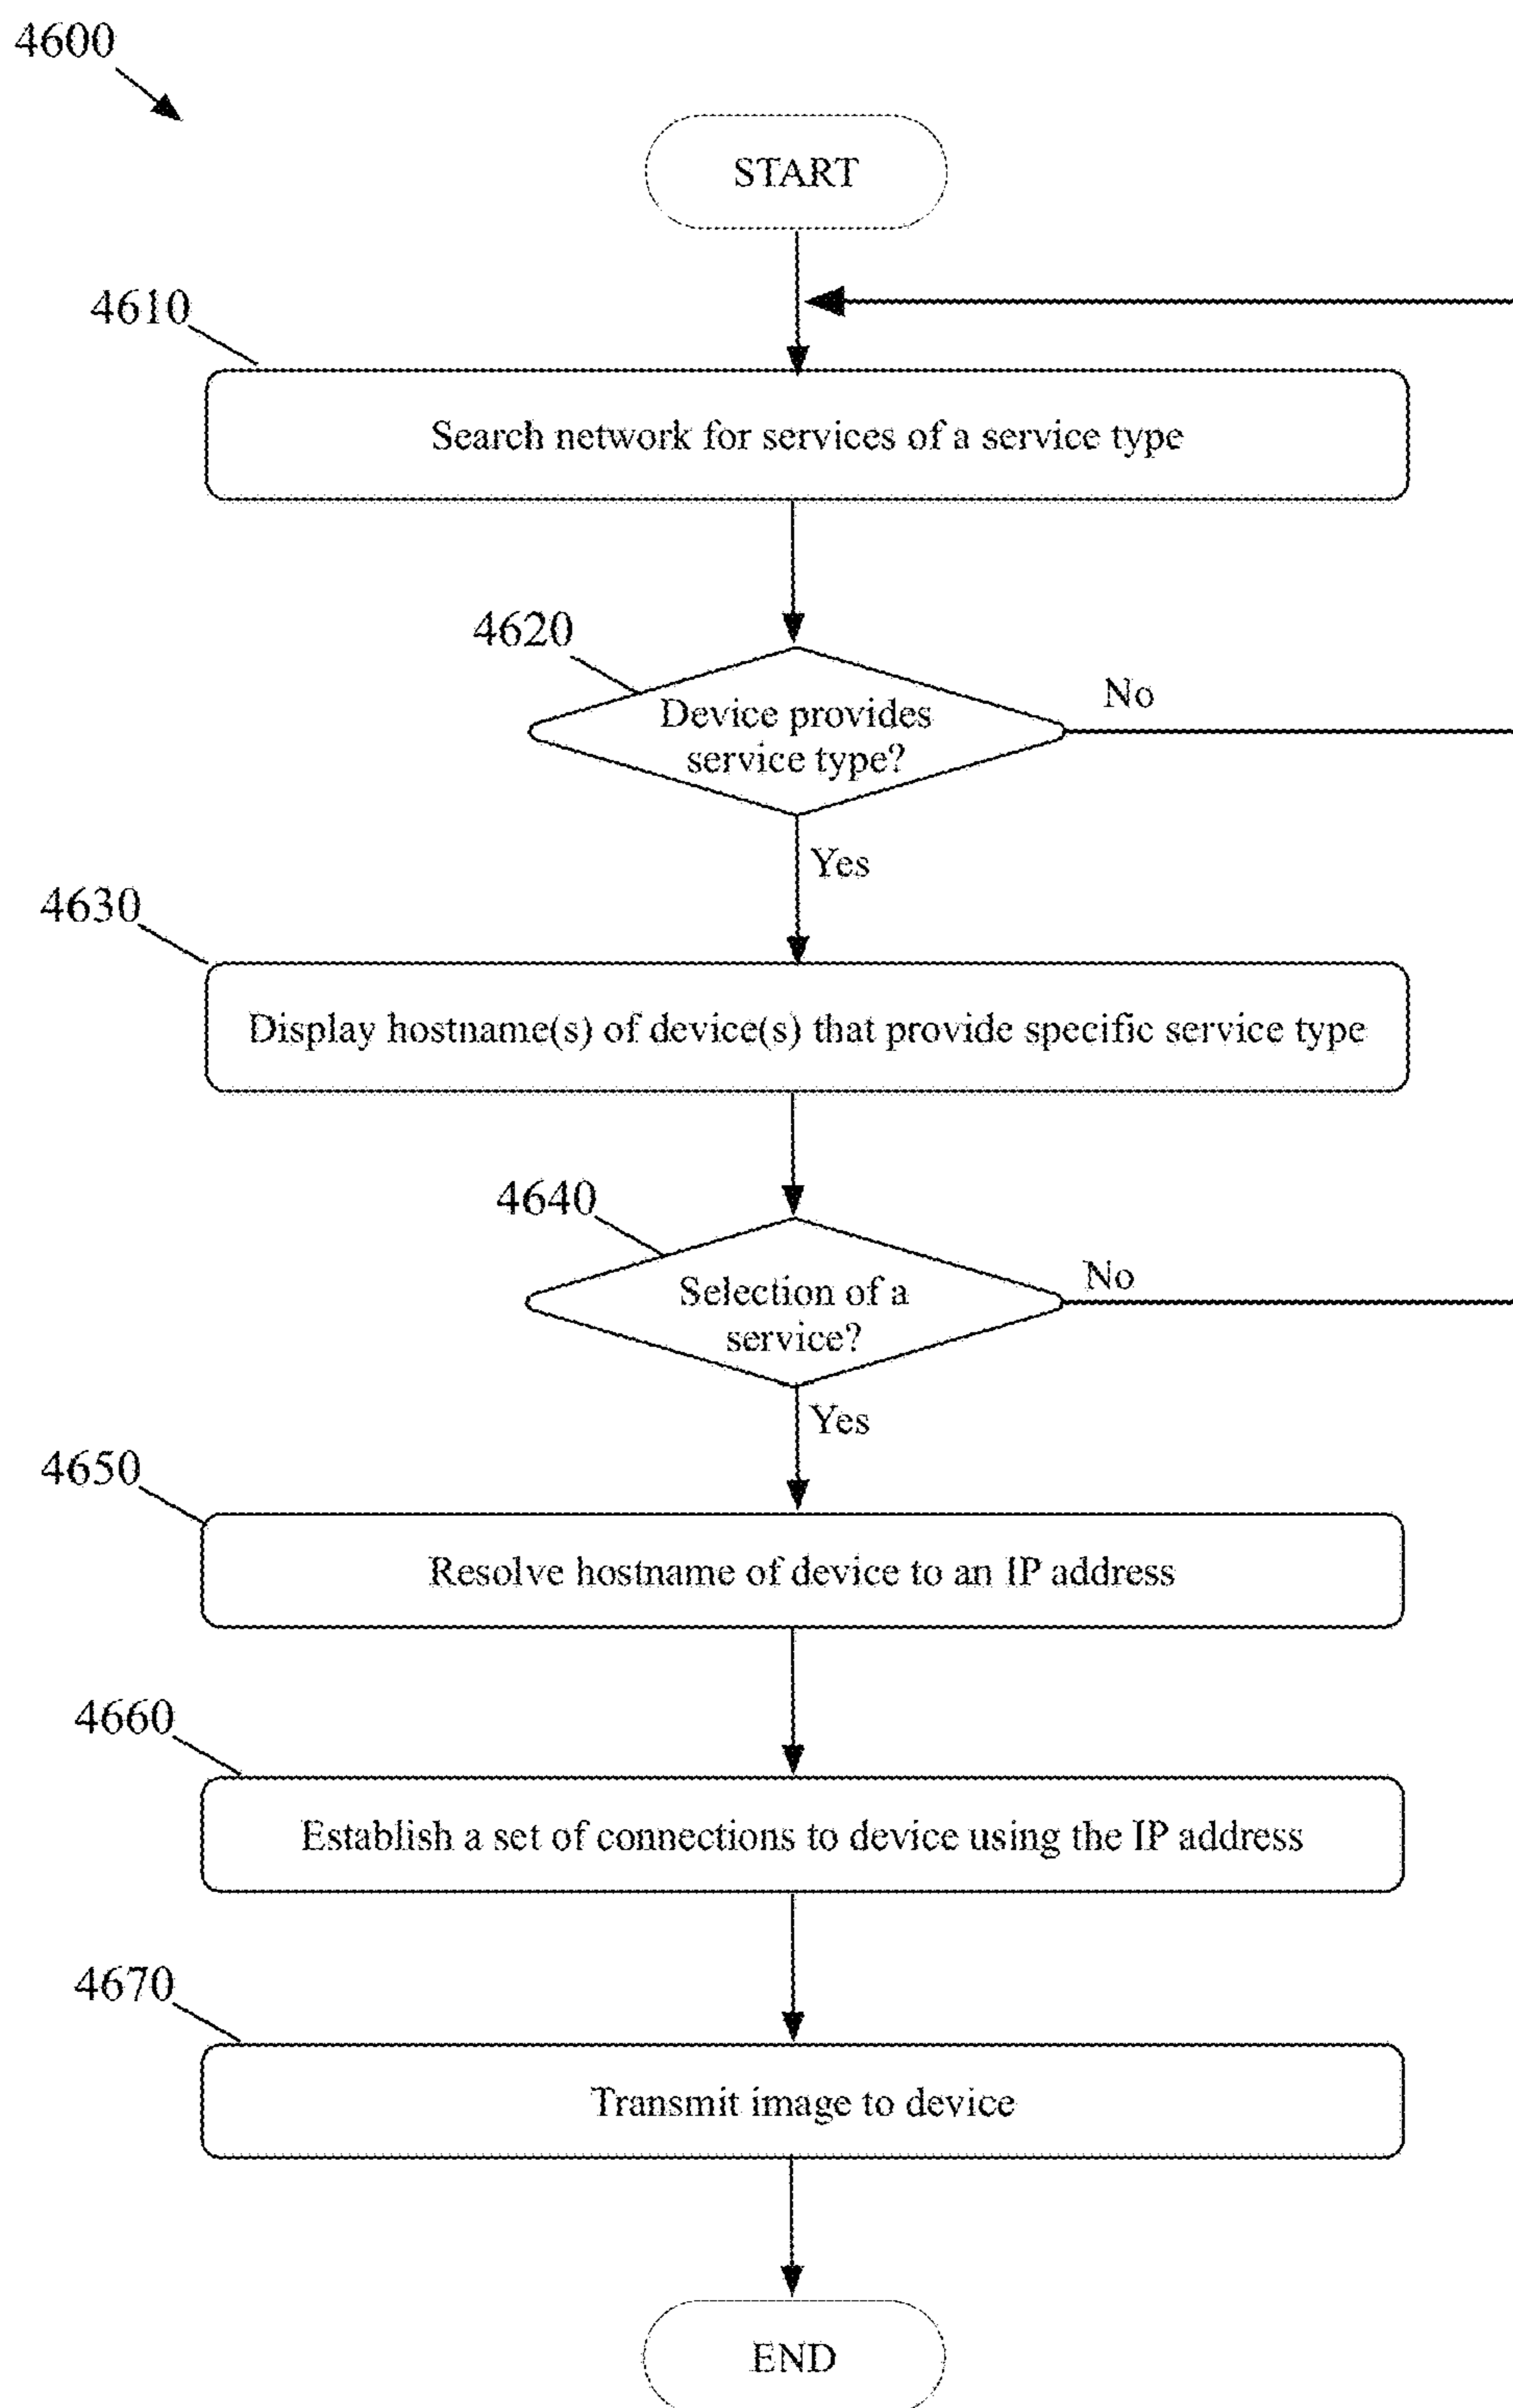 4600
START
4610
Search network for services of a service type
4620
Device provides
service type?
No
Yes
4630
Display hostname(s) of device(s) that provide specific service type
4640
Selection of a
service?
No
Yes
4650
Resolve hostname of device to an IP address
4660
Establish a set of connections to device using the IP address
4670
Transmit image to device
END